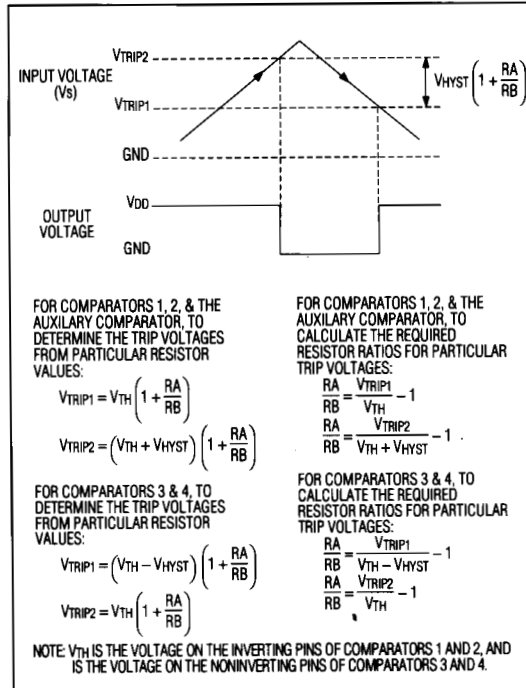 VTRIP2
INPUT VOLTAGE
(Vs)
VHYST(1+RA/RB)
VTRIP1
GND
VDD
OUTPUT
VOLTAGE
GND
FOR COMPARATORS 1, 2, & THE
AUXILARY COMPARATOR, TO
DETERMINE THE TRIP VOLTAGES
FROM PARTICULAR RESISTOR
VALUES:
VTRIP1 = VTH (1 + RA/RB)
VTRIP2 = (VTH + VHYST) (1 + RA/RB)
FOR COMPARATORS 3 & 4, TO
DETERMINE THE TRIP VOLTAGES
FROM PARTICULAR RESISTOR
VALUES:
VTRIP1 = (VTH – VHYST) (1 + RA/RB)
VTRIP2 = VTH (1 + RA/RB)
FOR COMPARATORS 1, 2, & THE
AUXILARY COMPARATOR, TO
CALCULATE THE REQUIRED
RESISTOR RATIOS FOR PARTICULAR
TRIP VOLTAGES:
RA/RB = VTRIP1/VTH – 1
RA/RB = VTRIP2/(VTH + VHYST) – 1
FOR COMPARATORS 3 & 4, TO
CALCULATE THE REQUIRED
RESISTOR RATIOS FOR PARTICULAR
TRIP VOLTAGES:
RA/RB = VTRIP1/(VTH – VHYST) – 1
RA/RB = VTRIP2/VTH – 1
NOTE: VTH IS THE VOLTAGE ON THE INVERTING PINS OF COMPARATORS 1 AND 2, AND
IS THE VOLTAGE ON THE NONINVERTING PINS OF COMPARATORS 3 AND 4.